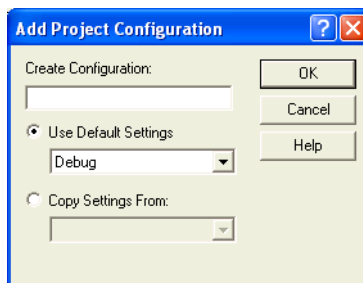 Add Project Configuration
Create Configuration:
OK
Cancel
Use Default Settings
Help
Debug
Copy Settings From: